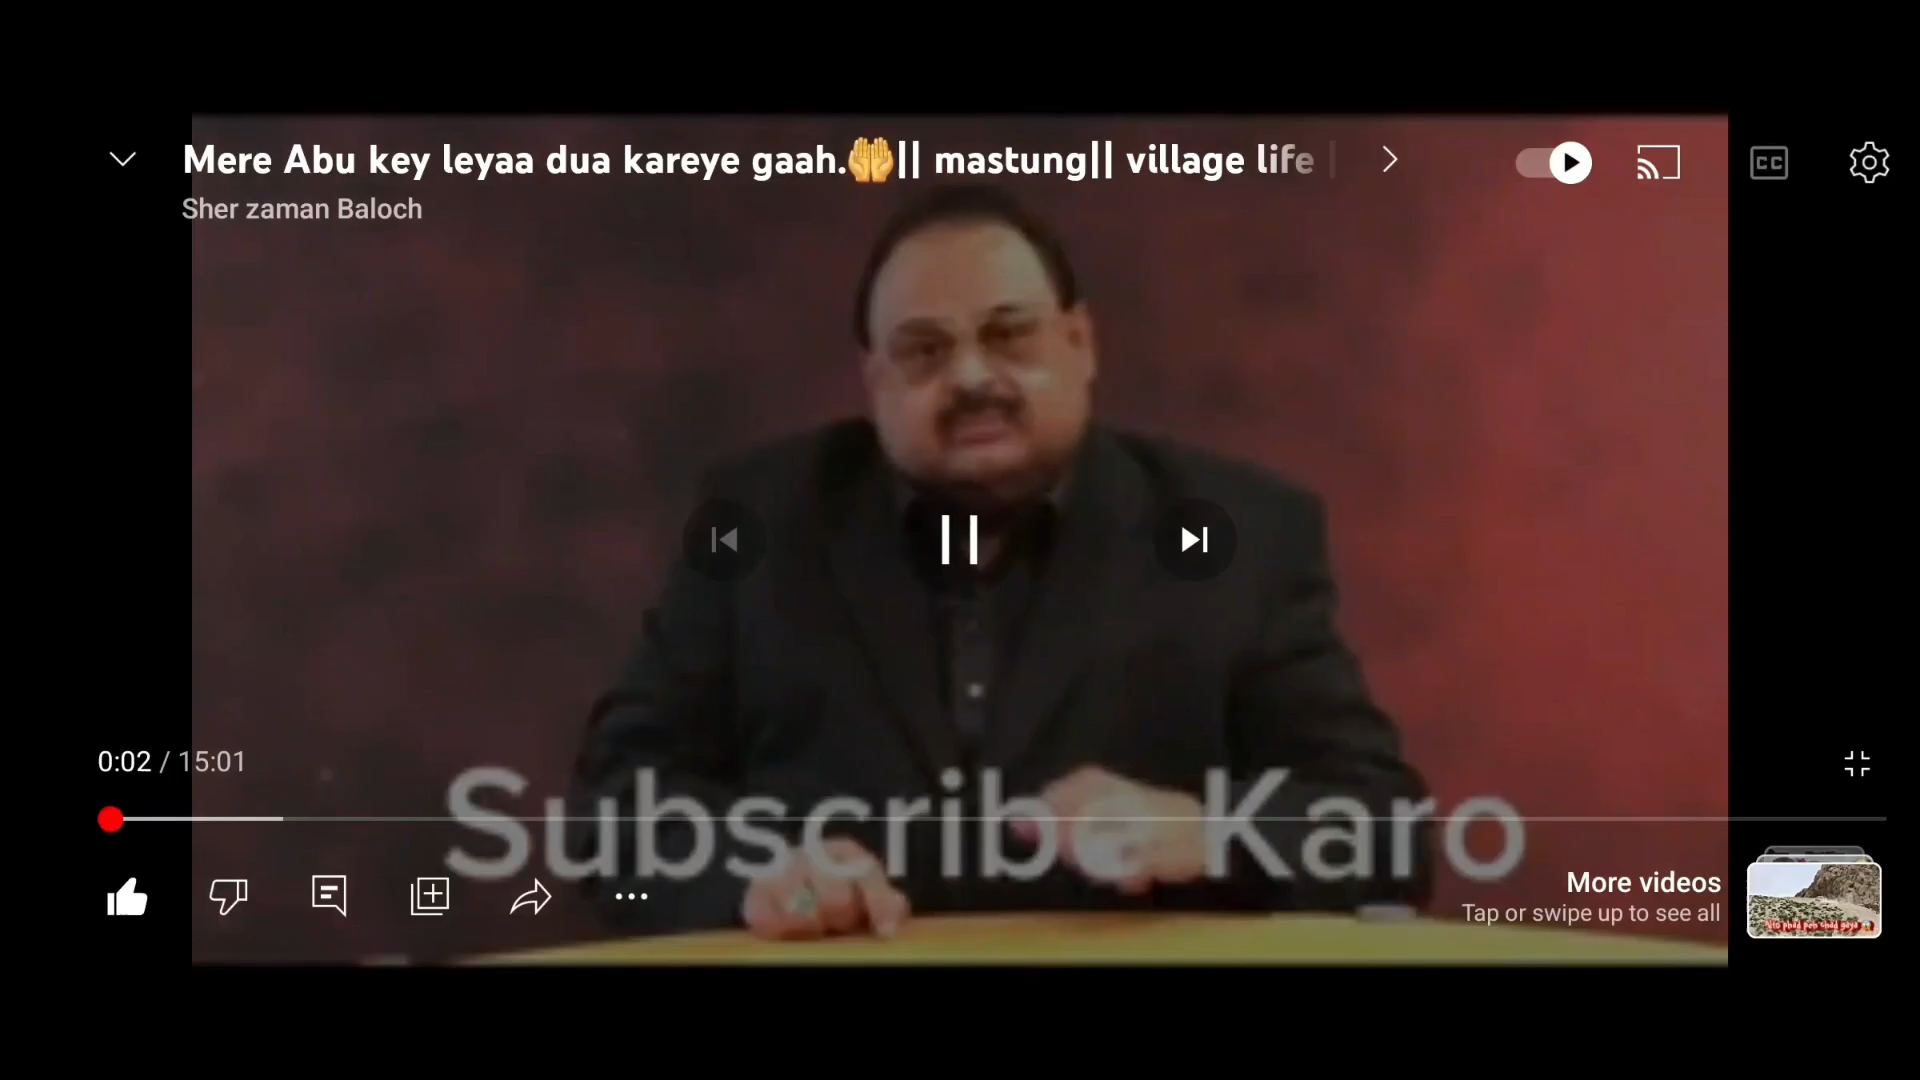 Mere Abu key leyaa dua kareye gaah.🤲|| mastung|| village life
Sher zaman Baloch
CC
0:02 / 15:01
Subscribe Karo
More videos
Tap or swipe up to see all